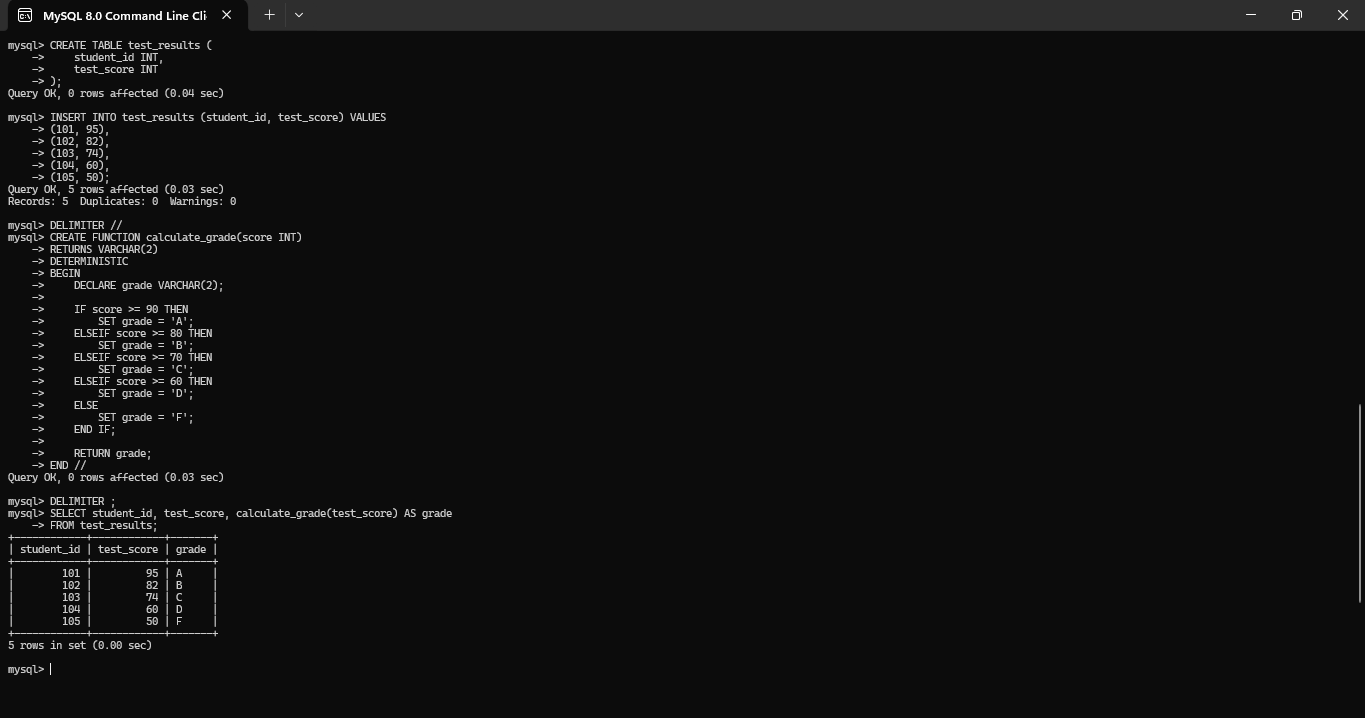 MySQL 8.0 Command Line Cli
mysql> CREATE TABLE test_results (
    ->     student_id INT,
    ->     test_score INT
    -> );
Query OK, 0 rows affected (0.04 sec)

mysql> INSERT INTO test_results (student_id, test_score) VALUES
    -> (101, 95),
    -> (102, 82),
    -> (103, 74),
    -> (104, 60),
    -> (105, 50);
Query OK, 5 rows affected (0.03 sec)
Records: 5  Duplicates: 0  Warnings: 0

mysql> DELIMITER //
mysql> CREATE FUNCTION calculate_grade(score INT)
    -> RETURNS VARCHAR(2)
    -> DETERMINISTIC
    -> BEGIN
    ->     DECLARE grade VARCHAR(2);
    ->
    ->     IF score >= 90 THEN
    ->         SET grade = 'A';
    ->     ELSEIF score >= 80 THEN
    ->         SET grade = 'B';
    ->     ELSEIF score >= 70 THEN
    ->         SET grade = 'C';
    ->     ELSEIF score >= 60 THEN
    ->         SET grade = 'D';
    ->     ELSE
    ->         SET grade = 'F';
    ->     END IF;
    ->
    ->     RETURN grade;
    -> END //
Query OK, 0 rows affected (0.03 sec)

mysql> DELIMITER ;
mysql> SELECT student_id, test_score, calculate_grade(test_score) AS grade
    -> FROM test_results;
+------------+------------+-------+
| student_id | test_score | grade |
+------------+------------+-------+
|        101 |         95 | A     |
|        102 |         82 | B     |
|        103 |         74 | C     |
|        104 |         60 | D     |
|        105 |         50 | F     |
+------------+------------+-------+
5 rows in set (0.00 sec)

mysql>